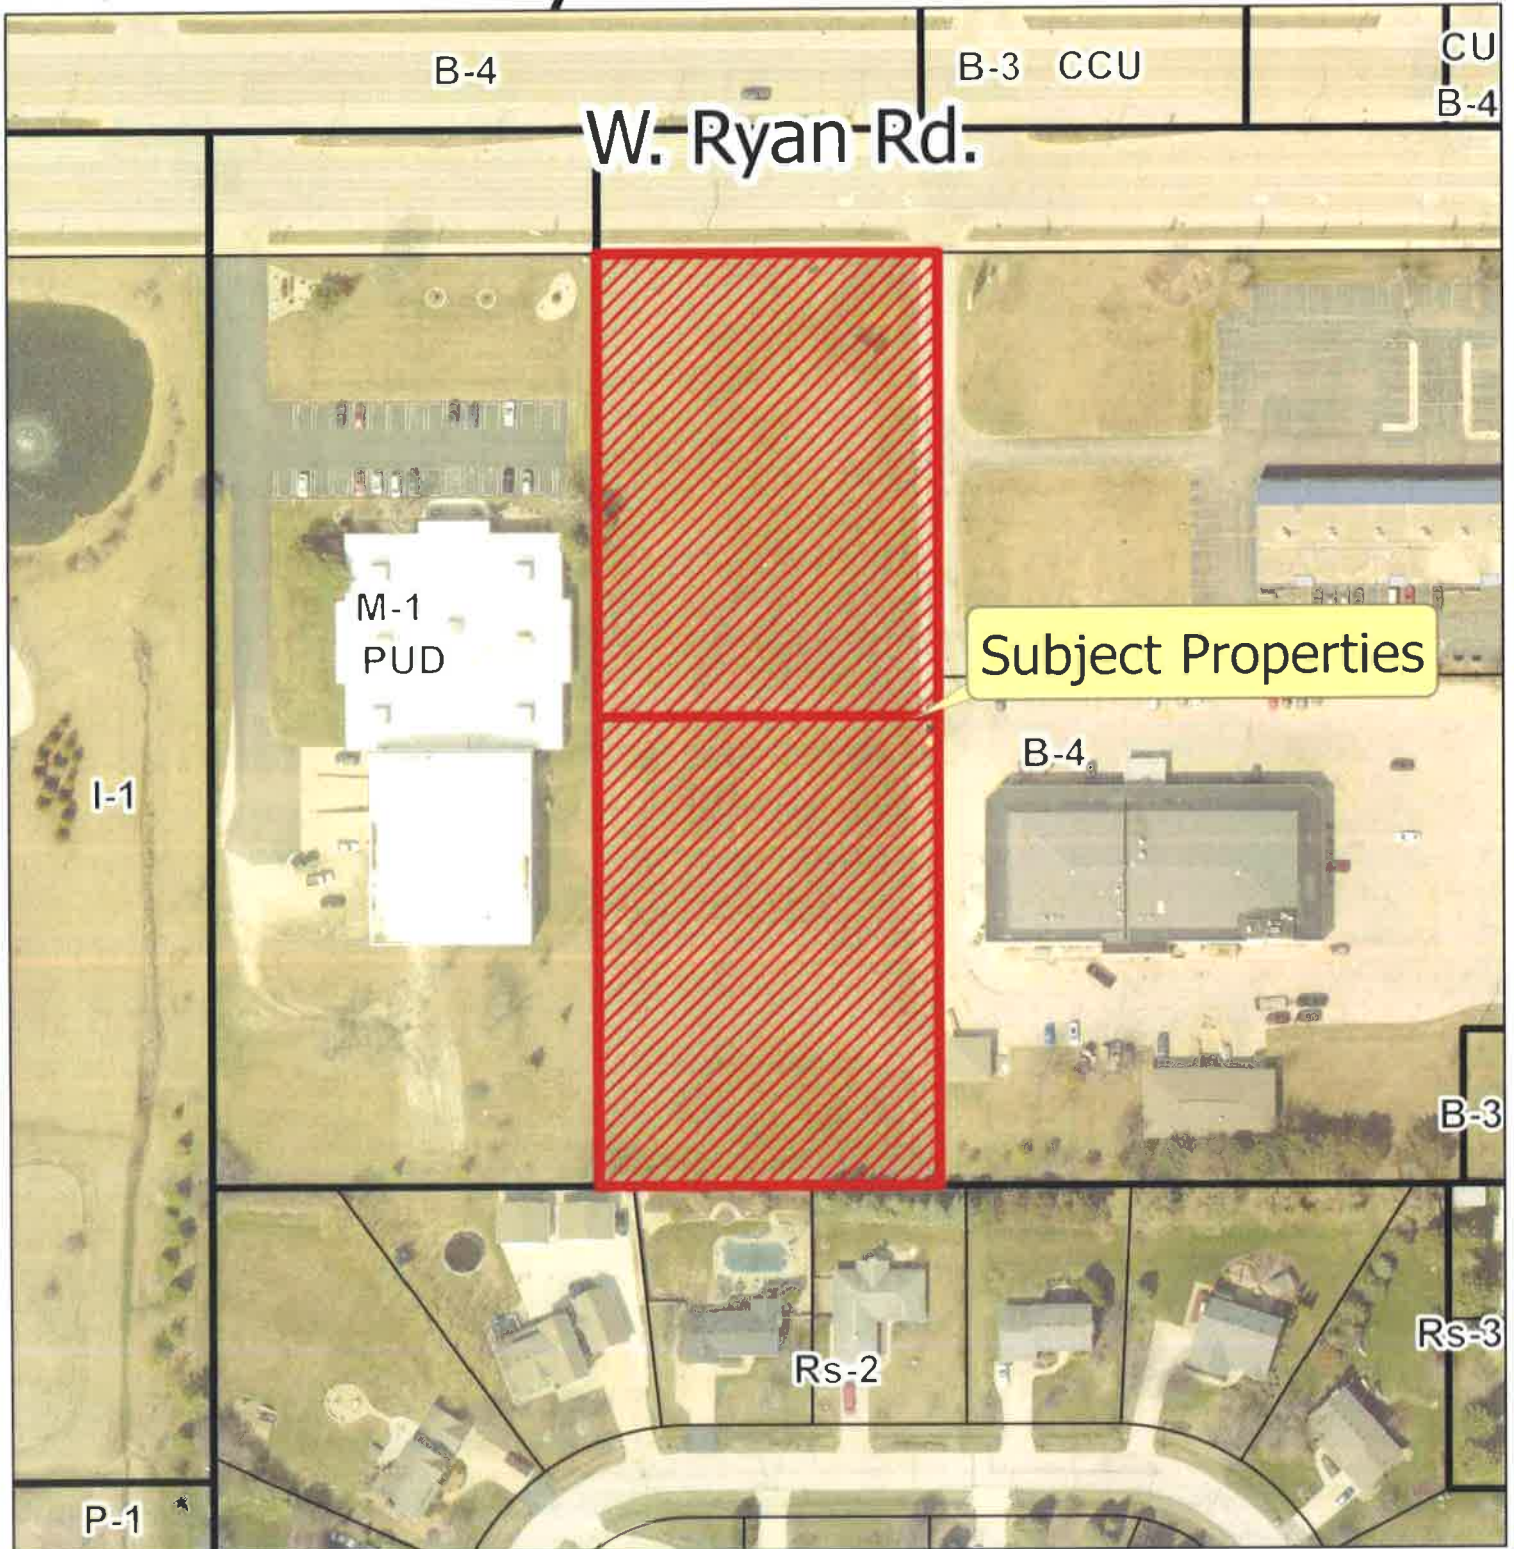 B-4
B-3 CCU
CU
B-4
W. Ryan Rd.
M-1
PUD
Subject Properties
B-4
I-1
B-3
Rs-3
Rs-2
P-1